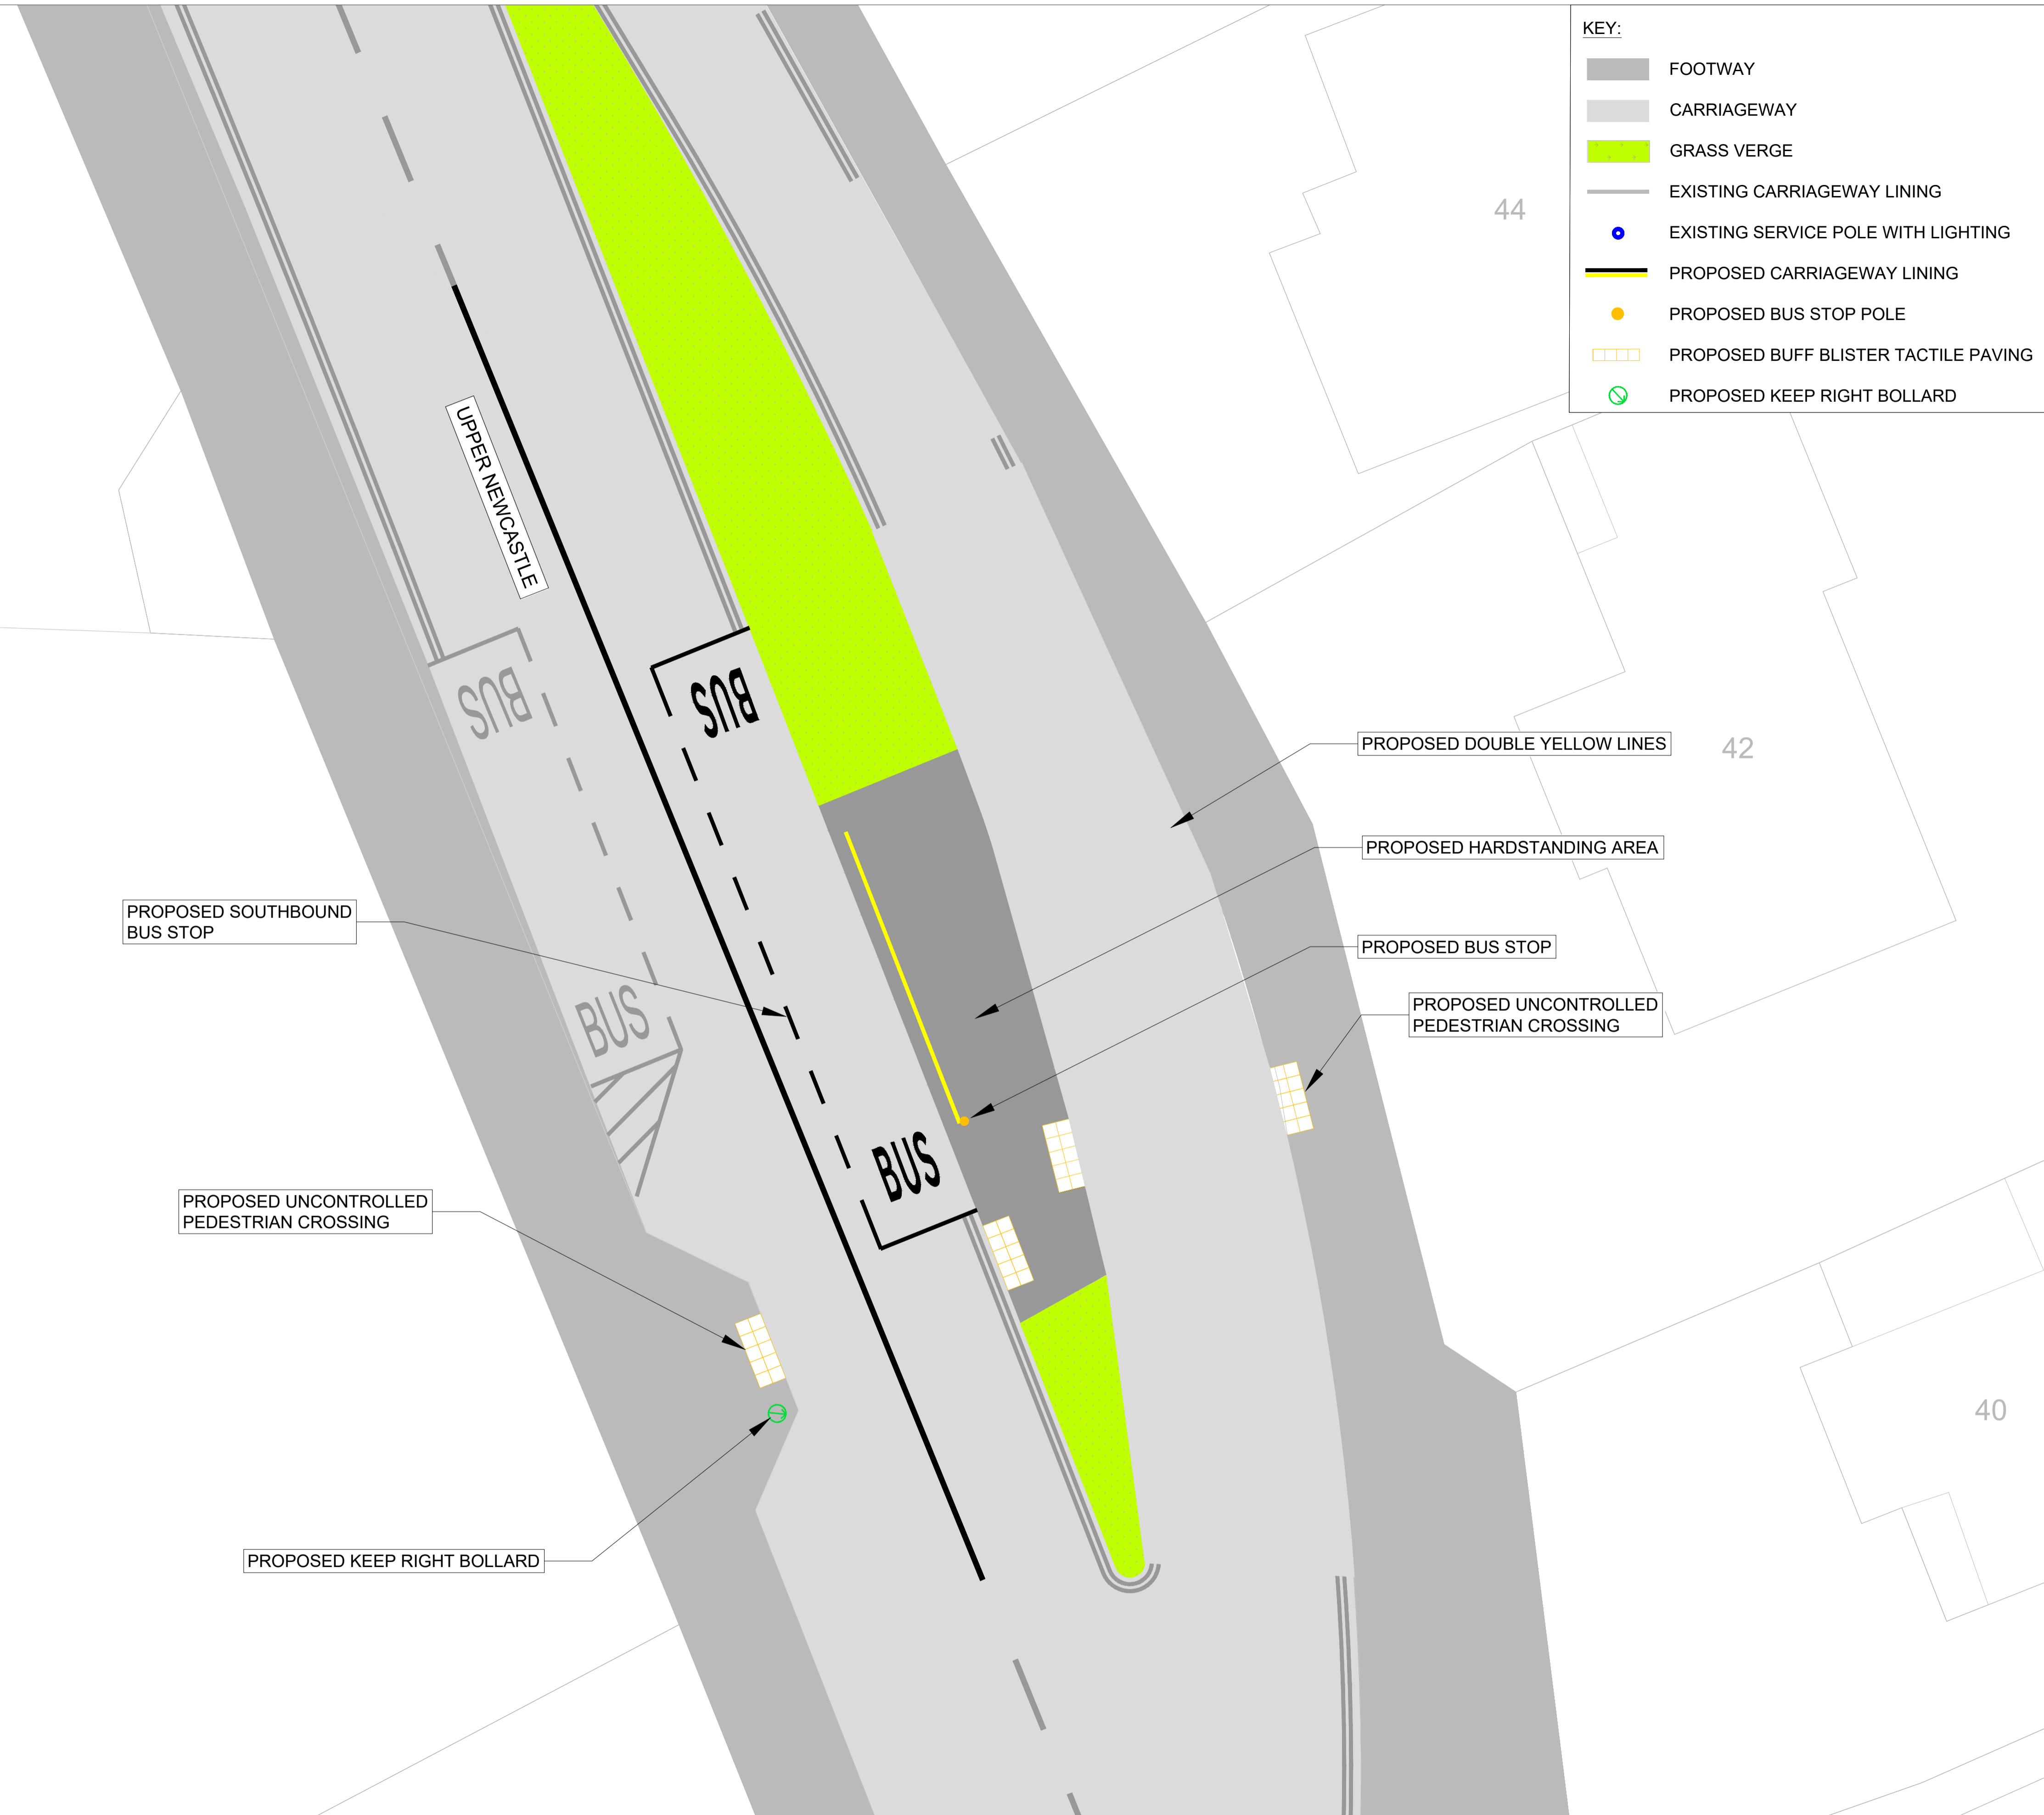 KEY:
FOOTWAY
CARRIAGEWAY
GRASS VERGE
EXISTING CARRIAGEWAY LINING
EXISTING SERVICE POLE WITH LIGHTING
PROPOSED CARRIAGEWAY LINING
PROPOSED BUS STOP POLE
PROPOSED BUFF BLISTER TACTILE PAVING
PROPOSED KEEP RIGHT BOLLARD
44
UPPER NEWCASTLE
BUS
BUS
42
PROPOSED DOUBLE YELLOW LINES
PROPOSED HARDSTANDING AREA
PROPOSED SOUTHBOUND
BUS STOP
PROPOSED BUS STOP
PROPOSED UNCONTROLLED
PEDESTRIAN CROSSING
BUS
BUS
PROPOSED UNCONTROLLED
PEDESTRIAN CROSSING
40
PROPOSED KEEP RIGHT BOLLARD